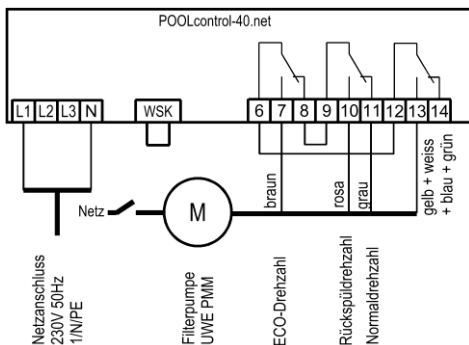 POOLcontrol-40.net
L1 L2 L3 N
WSK
6 7 8 9 10 11 12 13 14
braun
rosa
grau
gelb + weiss
+ blau + grün
Netz
M
Netzanschluss
230V 50Hz
1/N/PE
Filterpumpe
UWE PMM
ECO-Drehzahl
Rückspüldrehzahl
Normaldrehzahl